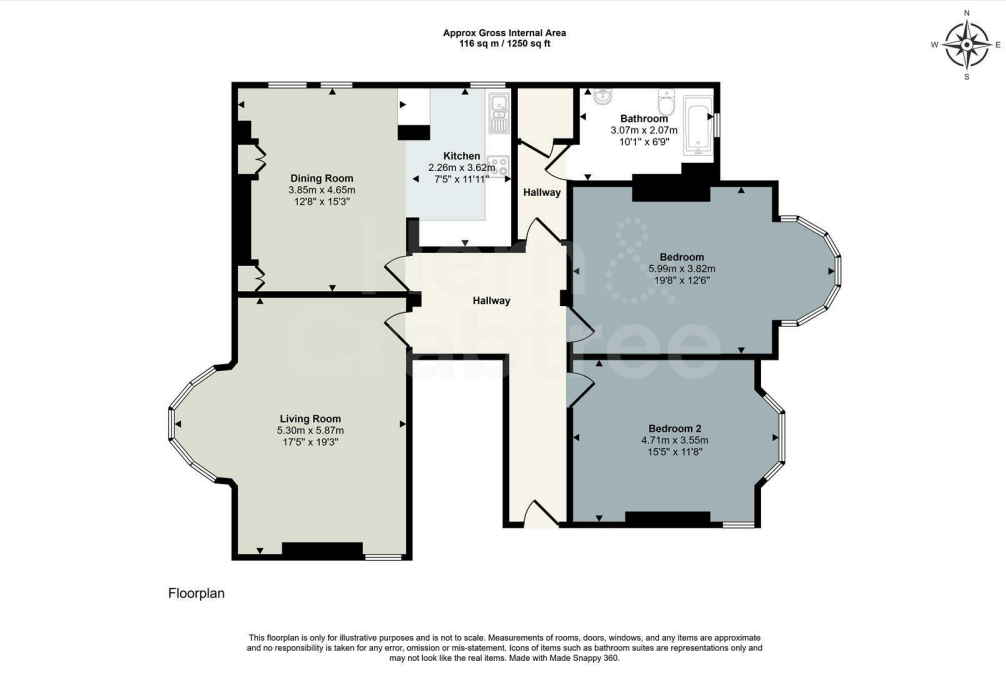 Approx Gross Internal Area
116 sq m / 1250 sq ft
N
W
E
S
Bathroom
3.07m x 2.07m
10'1" x 6'9"
Kitchen
2.26m x 3.62m
7'5" x 11'11"
Dining Room
3.85m x 4.65m
12'8" x 15'3"
Hallway
Bedroom
5.99m x 3.82m
19'8" x 12'6"
Hallway
Hern &
Crabtree
Living Room
5.30m x 5.87m
17'5" x 19'3"
Bedroom 2
4.71m x 3.55m
15'5" x 11'8"
Floorplan
This floorplan is only for illustrative purposes and is not to scale. Measurements of rooms, doors, windows, and any items are approximate
and no responsibility is taken for any error, omission or mis-statement. Icons of items such as bathroom suites are representations only and
may not look like the real items. Made with Made Snappy 360.